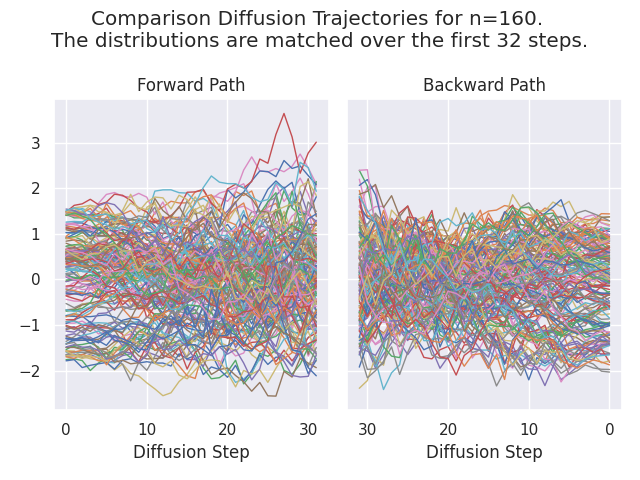 Comparison Diffusion Trajectories for n=160.
The distributions are matched over the first 32 steps.
Forward Path
Backward Path
3
2
1
0
−1
−2
0 10 20 30
30 20 10 0
Diffusion Step
Diffusion Step